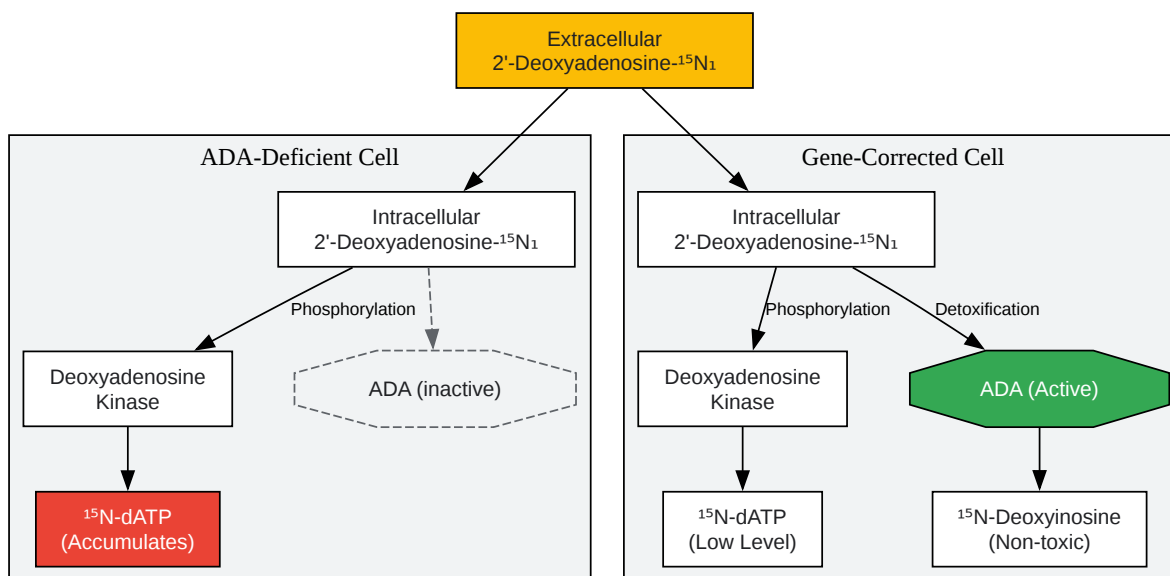 Extracellular
2'-Deoxyadenosine-¹⁵N₁
ADA-Deficient Cell
Intracellular
2'-Deoxyadenosine-¹⁵N₁
Phosphorylation
Deoxyadenosine
Kinase
ADA (inactive)
¹⁵N-dATP
(Accumulates)
Gene-Corrected Cell
Intracellular
2'-Deoxyadenosine-¹⁵N₁
Phosphorylation
Detoxification
Deoxyadenosine
Kinase
ADA (Active)
¹⁵N-dATP
(Low Level)
¹⁵N-Deoxyinosine
(Non-toxic)